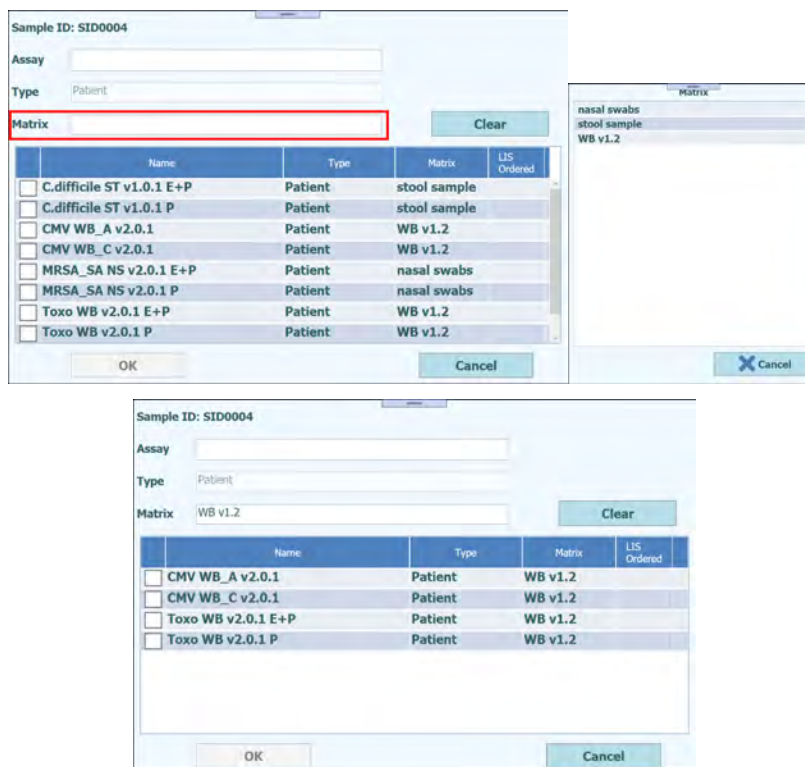 Sample ID: SID0004
Assay
Type Patient
Matrix Clear
Name Type Matrix LIS Ordered
C.difficile ST v1.0.1 E+P Patient stool sample
C.difficile ST v1.0.1 P Patient stool sample
CMV WB_A v2.0.1 Patient WB v1.2
CMV WB_C v2.0.1 Patient WB v1.2
MRSA_SA NS v2.0.1 E+P Patient nasal swabs
MRSA_SA NS v2.0.1 P Patient nasal swabs
Toxo WB v2.0.1 E+P Patient WB v1.2
Toxo WB v2.0.1 P Patient WB v1.2
OK Cancel
Matrix
nasal swabs
stool sample
WB v1.2
Cancel
Sample ID: SID0004
Assay
Type Patient
Matrix WB v1.2 Clear
Name Type Matrix LIS Ordered
CMV WB_A v2.0.1 Patient WB v1.2
CMV WB_C v2.0.1 Patient WB v1.2
Toxo WB v2.0.1 E+P Patient WB v1.2
Toxo WB v2.0.1 P Patient WB v1.2
OK Cancel